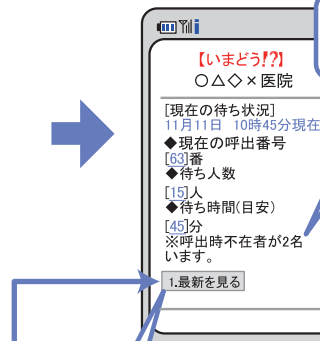 【いまどう!?】
○△◇×医院
[現在の待ち状況]
11月11日 10時45分現在
◆現在の呼出番号
[63]番
◆待ち人数
[15]人
◆待ち時間(目安)
[45]分
※呼出時不在者が2名
います。
1.最新を見る